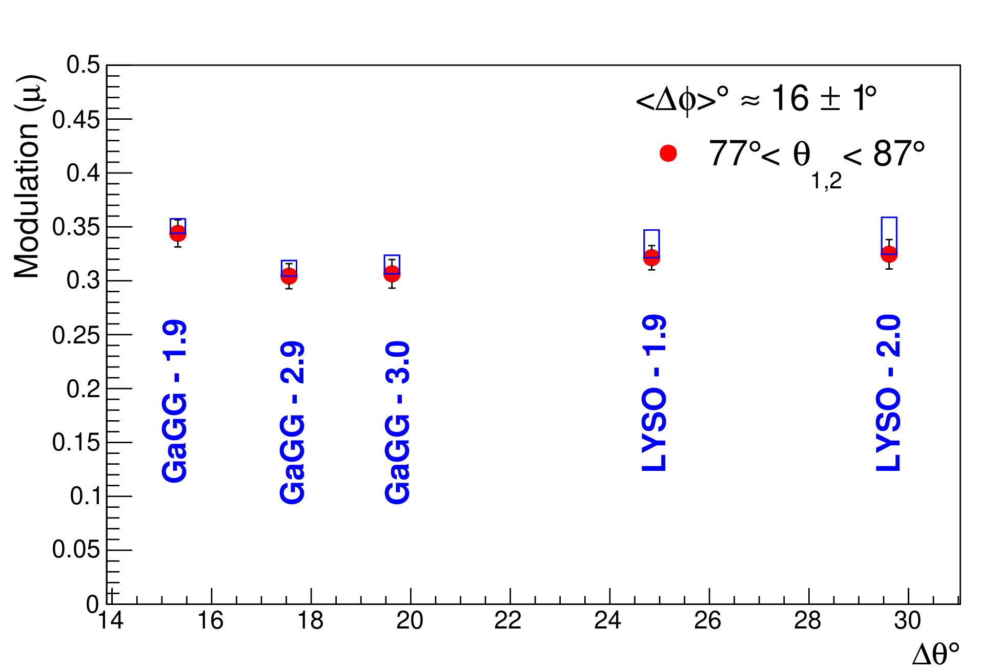 Modulation (μ)
0.5
0.45
0.4
0.35
0.3
0.25
0.2
0.15
0.1
0.05
0
<Δϕ>° ≈ 16 ± 1°
77°< θ1,2 < 87°
GaGG - 1.9
GaGG - 2.9
GaGG - 3.0
LYSO - 1.9
LYSO - 2.0
14 16 18 20 22 24 26 28 30
Δθ°